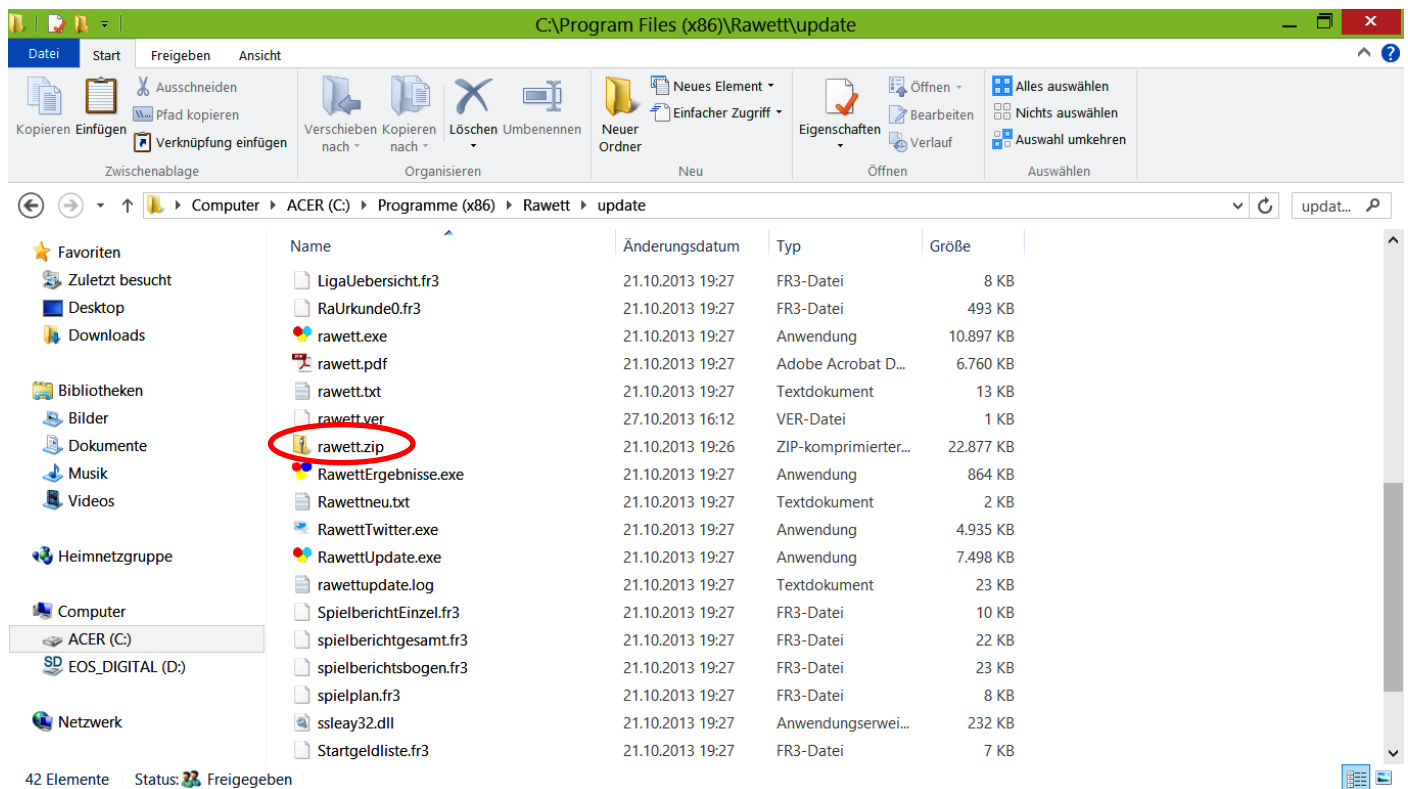 C:\Program Files (x86)\Rawett\update
Datei Start Freigeben Ansicht
Kopieren Einfügen Ausschneiden Pfad kopieren Verknüpfung einfügen
Zwischenablage
Verschieben nach Kopieren nach Löschen Umbenennen
Organisieren
Neuer Ordner Neues Element Einfacher Zugriff
Neu
Eigenschaften Öffnen Bearbeiten Verlauf
Öffnen
Alles auswählen Nichts auswählen Auswahl umkehren
Auswählen
Computer ACER (C:) Programme (x86) Rawett update updat...
Favoriten
Zuletzt besucht
Desktop
Downloads
Bibliotheken
Bilder
Dokumente
Musik
Videos
Heimnetzgruppe
Computer
ACER (C:)
SD EOS_DIGITAL (D:)
Netzwerk
Name Änderungsdatum Typ Größe
LigaUebersicht.fr3 21.10.2013 19:27 FR3-Datei 8 KB
RaUrkunde0.fr3 21.10.2013 19:27 FR3-Datei 493 KB
rawett.exe 21.10.2013 19:27 Anwendung 10.897 KB
rawett.pdf 21.10.2013 19:27 Adobe Acrobat D... 6.760 KB
rawett.txt 21.10.2013 19:27 Textdokument 13 KB
rawett.ver 27.10.2013 16:12 VER-Datei 1 KB
rawett.zip 21.10.2013 19:26 ZIP-komprimierter... 22.877 KB
RawettErgebnisse.exe 21.10.2013 19:27 Anwendung 864 KB
Rawettneu.txt 21.10.2013 19:27 Textdokument 2 KB
RawettTwitter.exe 21.10.2013 19:27 Anwendung 4.935 KB
RawettUpdate.exe 21.10.2013 19:27 Anwendung 7.498 KB
rawettupdate.log 21.10.2013 19:27 Textdokument 23 KB
SpielberichtEinzel.fr3 21.10.2013 19:27 FR3-Datei 10 KB
spielberichtgesamt.fr3 21.10.2013 19:27 FR3-Datei 22 KB
spielberichtsbogen.fr3 21.10.2013 19:27 FR3-Datei 23 KB
spielplan.fr3 21.10.2013 19:27 FR3-Datei 8 KB
ssleay32.dll 21.10.2013 19:27 Anwendungserwei... 232 KB
Startgeldliste.fr3 21.10.2013 19:27 FR3-Datei 7 KB
42 Elemente Status: Freigegeben